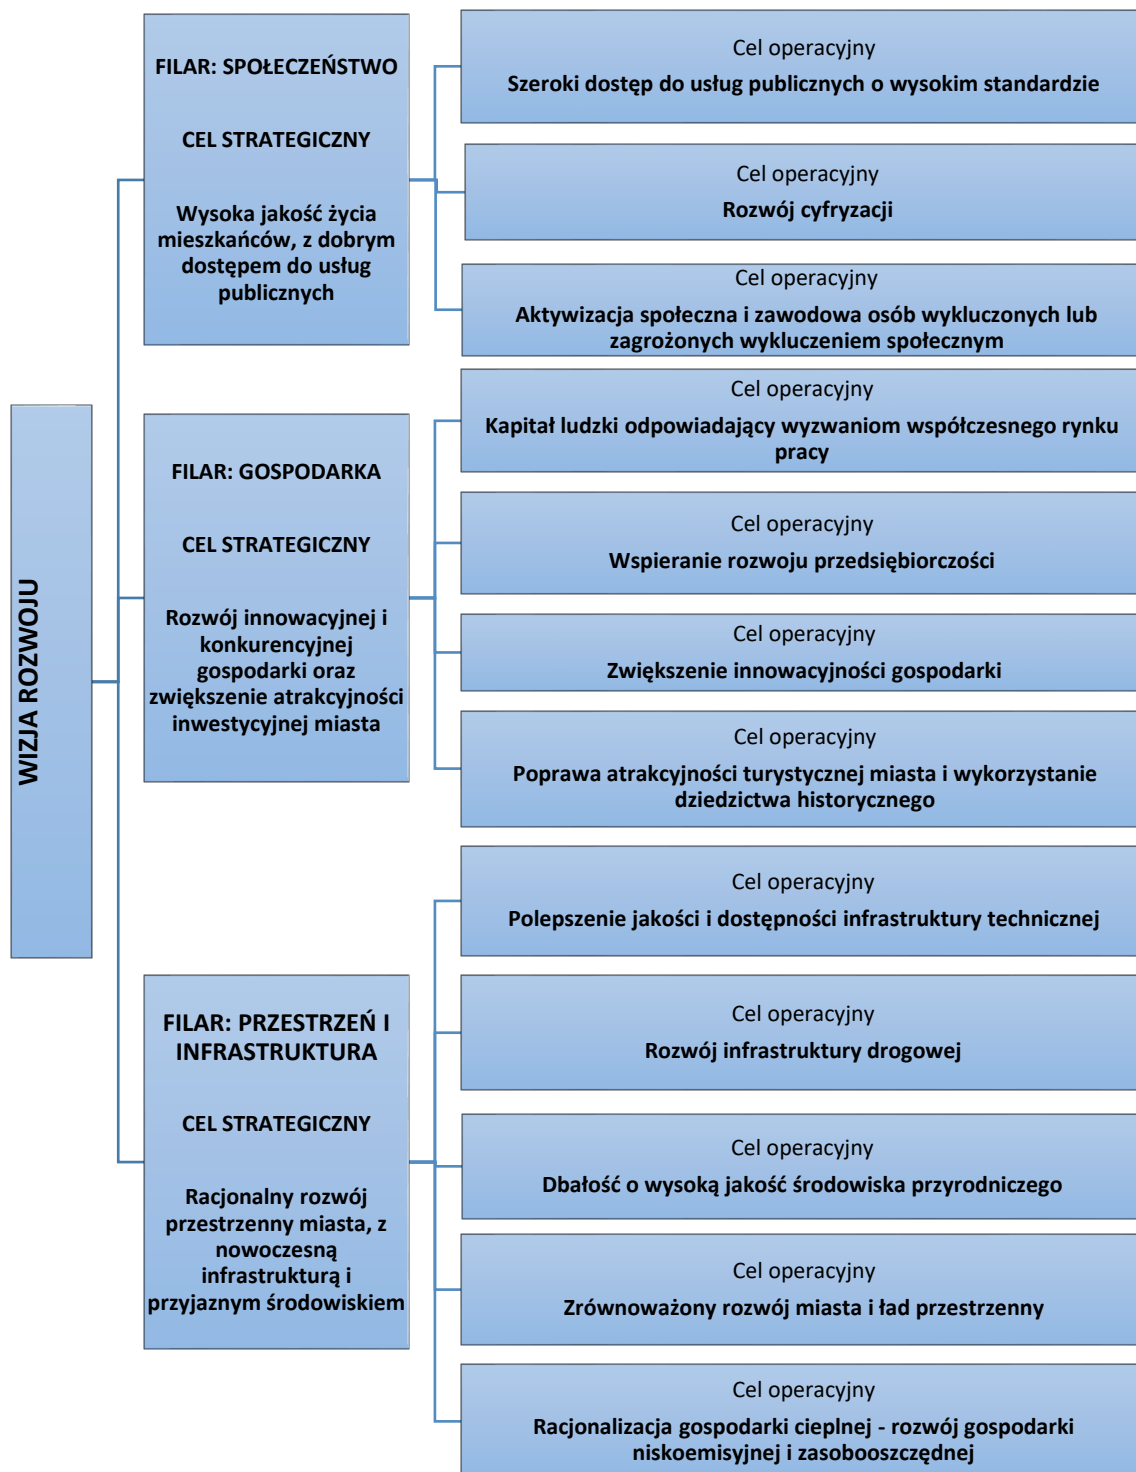 WIZJA ROZWOJU
FILAR: SPOŁECZEŃSTWO
CEL STRATEGICZNY
Wysoka jakość życia
mieszkańców, z dobrym
dostępem do usług
publicznych
Cel operacyjny
Szeroki dostęp do usług publicznych o wysokim standardzie
Cel operacyjny
Rozwój cyfryzacji
Cel operacyjny
Aktywizacja społeczna i zawodowa osób wykluczonych lub
zagrożonych wykluczeniem społecznym
FILAR: GOSPODARKA
CEL STRATEGICZNY
Rozwój innowacyjnej i
konkurencyjnej
gospodarki oraz
zwiększenie atrakcyjności
inwestycyjnej miasta
Cel operacyjny
Kapitał ludzki odpowiadający wyzwaniom współczesnego rynku
pracy
Cel operacyjny
Wspieranie rozwoju przedsiębiorczości
Cel operacyjny
Zwiększenie innowacyjności gospodarki
Cel operacyjny
Poprawa atrakcyjności turystycznej miasta i wykorzystanie
dziedzictwa historycznego
FILAR: PRZESTRZEŃ I
INFRASTRUKTURA
CEL STRATEGICZNY
Racjonalny rozwój
przestrzenny miasta, z
nowoczesną
infrastrukturą i
przyjaznym środowiskiem
Cel operacyjny
Polepszenie jakości i dostępności infrastruktury technicznej
Cel operacyjny
Rozwój infrastruktury drogowej
Cel operacyjny
Dbałość o wysoką jakość środowiska przyrodniczego
Cel operacyjny
Zrównoważony rozwój miasta i ład przestrzenny
Cel operacyjny
Racjonalizacja gospodarki cieplnej - rozwój gospodarki
niskoemisyjnej i zasobooszczędnej